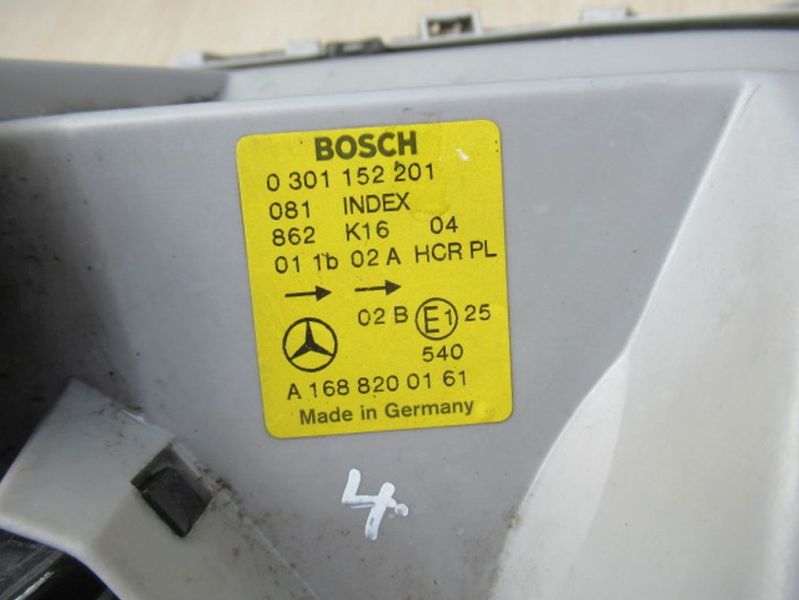 BOSCH
0 301 152 201
081 INDEX
862 K16 04
01 1b 02 A HCR PL
02 B E1 25
540
A 168 820 01 61
Made in Germany
4.